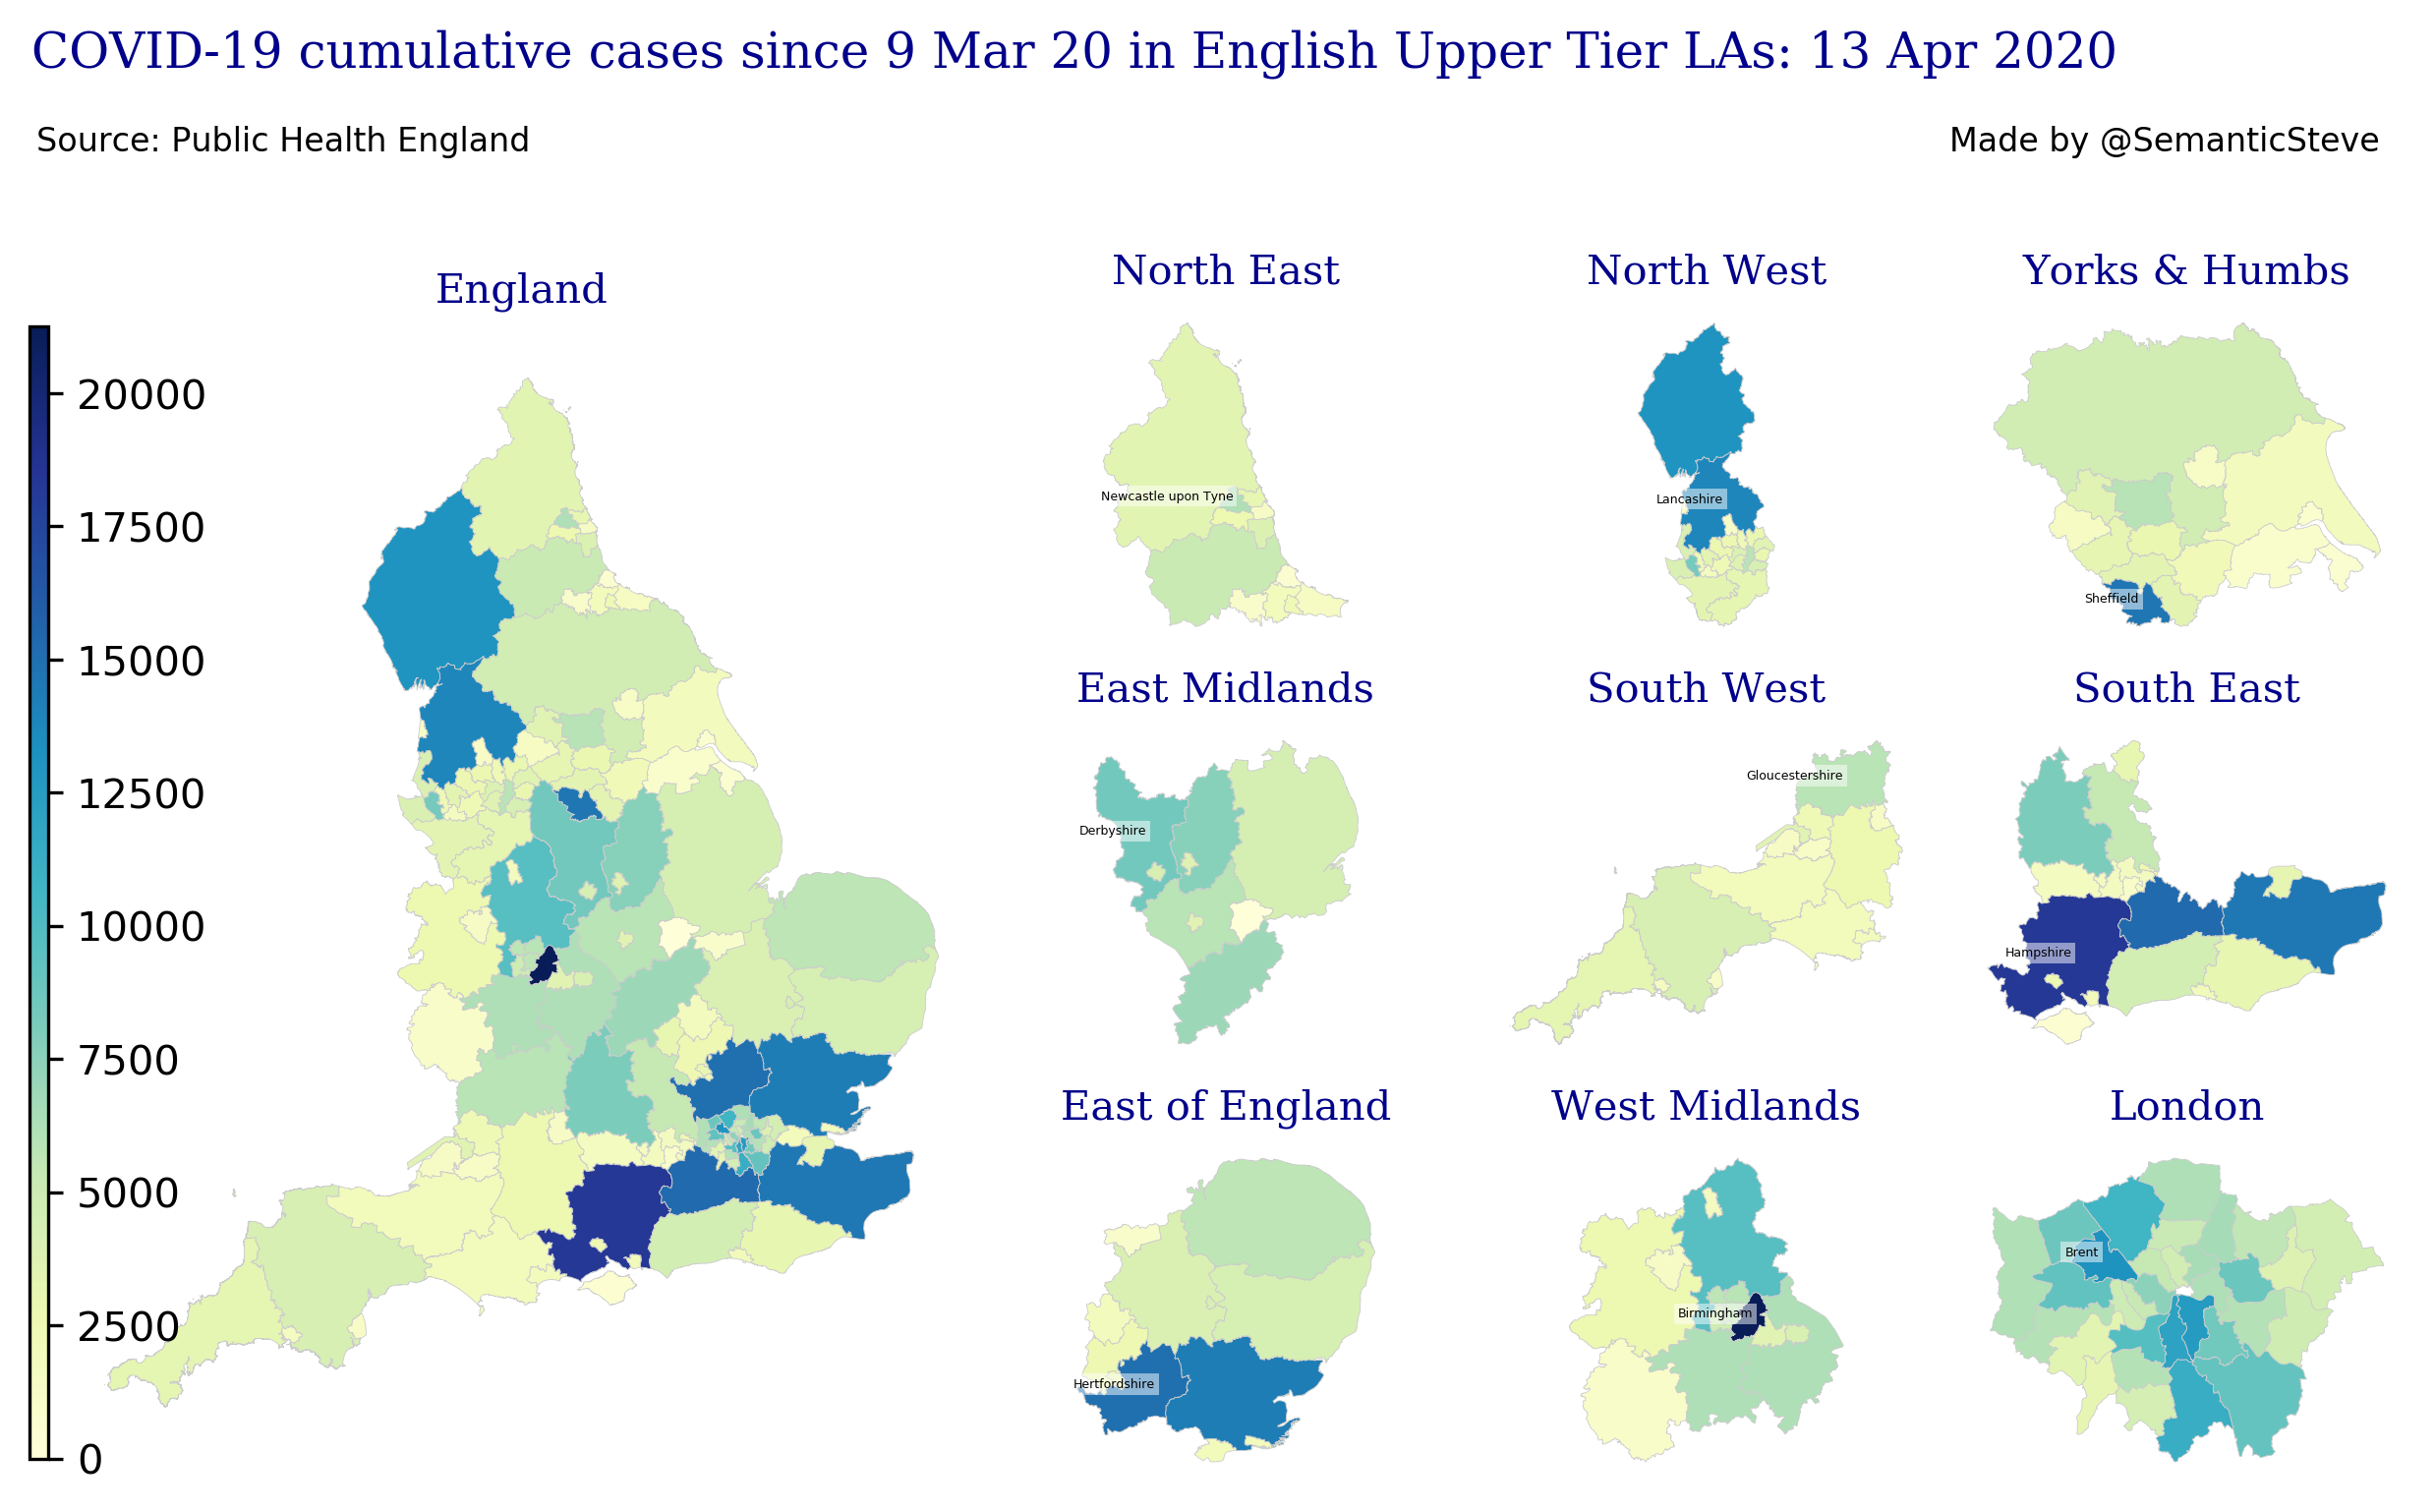 COVID-19 cumulative cases since 9 Mar 20 in English Upper Tier LAs: 13 Apr 2020
Source: Public Health England
Made by @SemanticSteve
England
20000
17500
15000
12500
10000
7500
5000
2500
0
North East
Newcastle upon Tyne
North West
Lancashire
Yorks & Humbs
Sheffield
East Midlands
Derbyshire
South West
Gloucestershire
South East
Hampshire
East of England
Hertfordshire
West Midlands
Birmingham
London
Brent